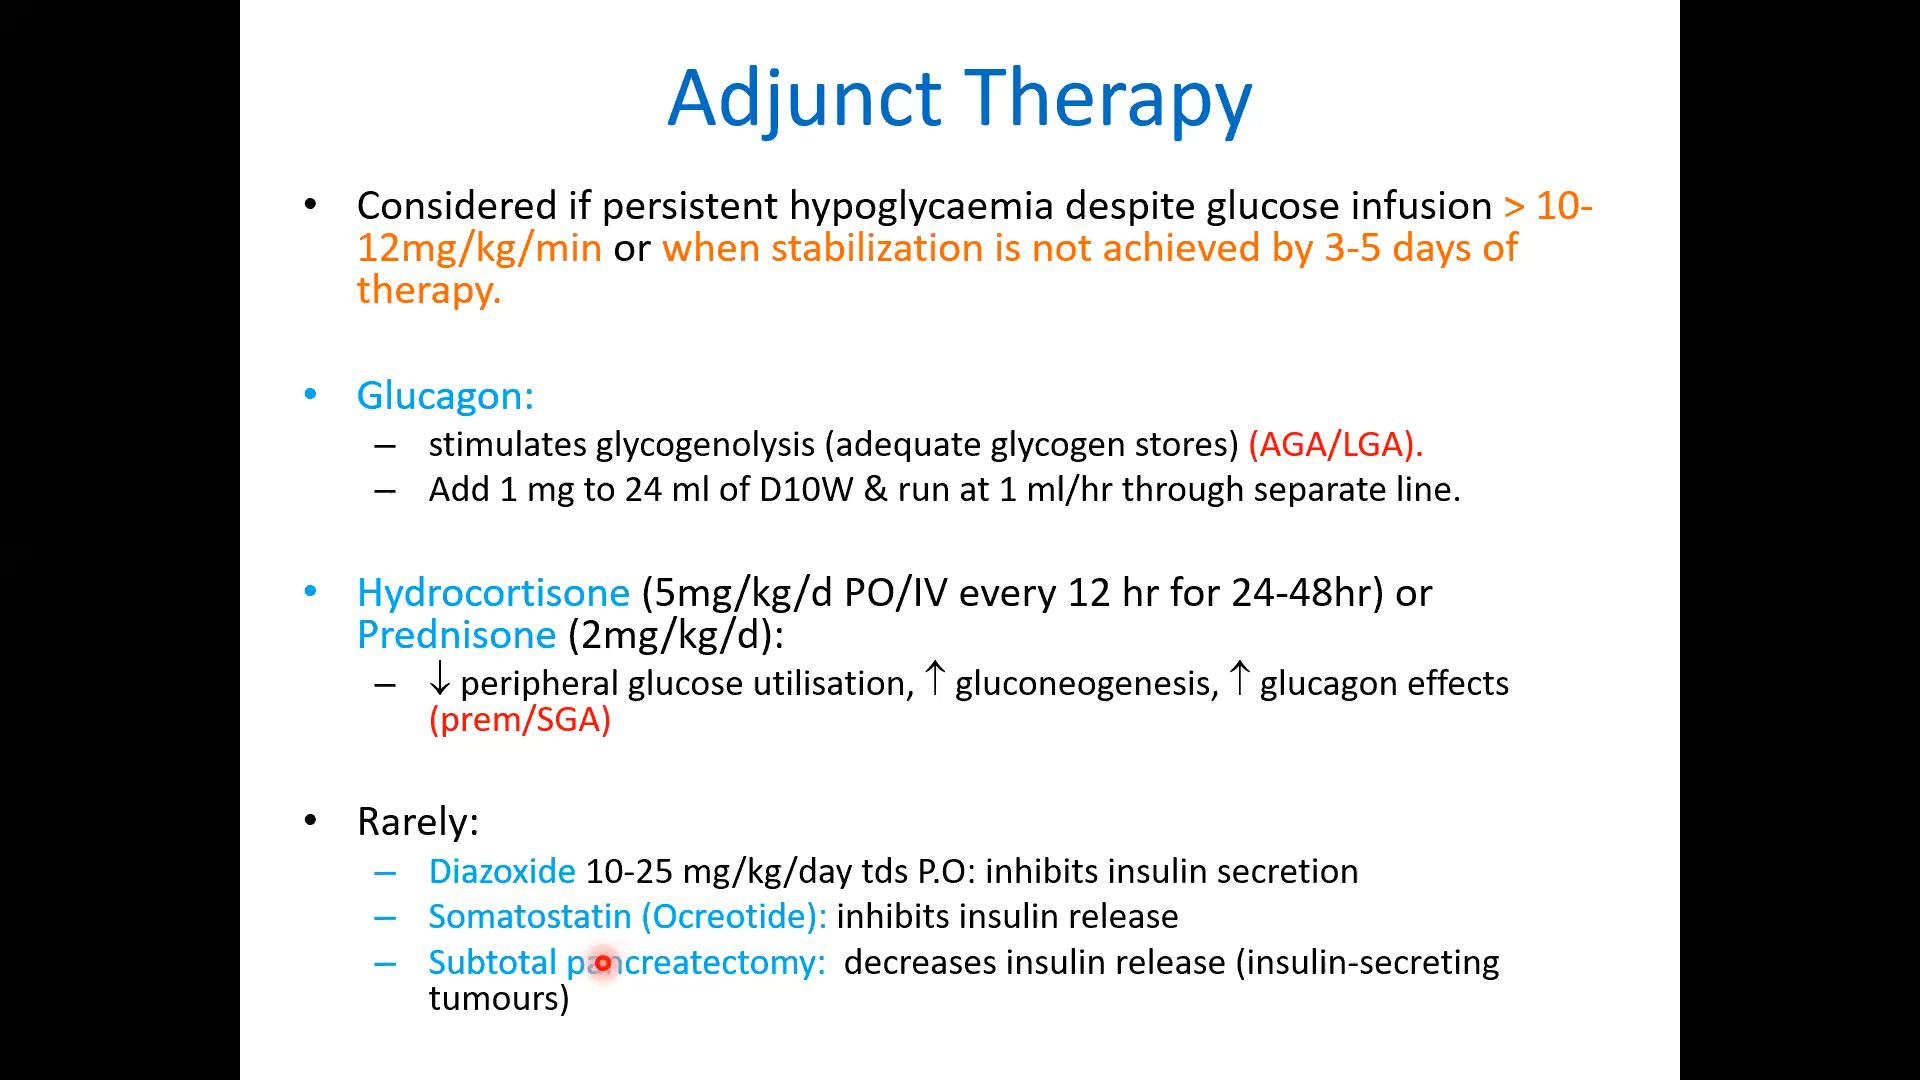 Adjunct Therapy
• Considered if persistent hypoglycaemia despite glucose infusion > 10-
12mg/kg/min or when stabilization is not achieved by 3-5 days of
therapy.
• Glucagon:
– stimulates glycogenolysis (adequate glycogen stores) (AGA/LGA).
– Add 1 mg to 24 ml of D10W & run at 1 ml/hr through separate line.
• Hydrocortisone (5mg/kg/d PO/IV every 12 hr for 24-48hr) or
Prednisone (2mg/kg/d):
– ↓ peripheral glucose utilisation, ↑ gluconeogenesis, ↑ glucagon effects
(prem/SGA)
• Rarely:
– Diazoxide 10-25 mg/kg/day tds P.O: inhibits insulin secretion
– Somatostatin (Ocreotide): inhibits insulin release
– Subtotal pancreatectomy: decreases insulin release (insulin-secreting
tumours)